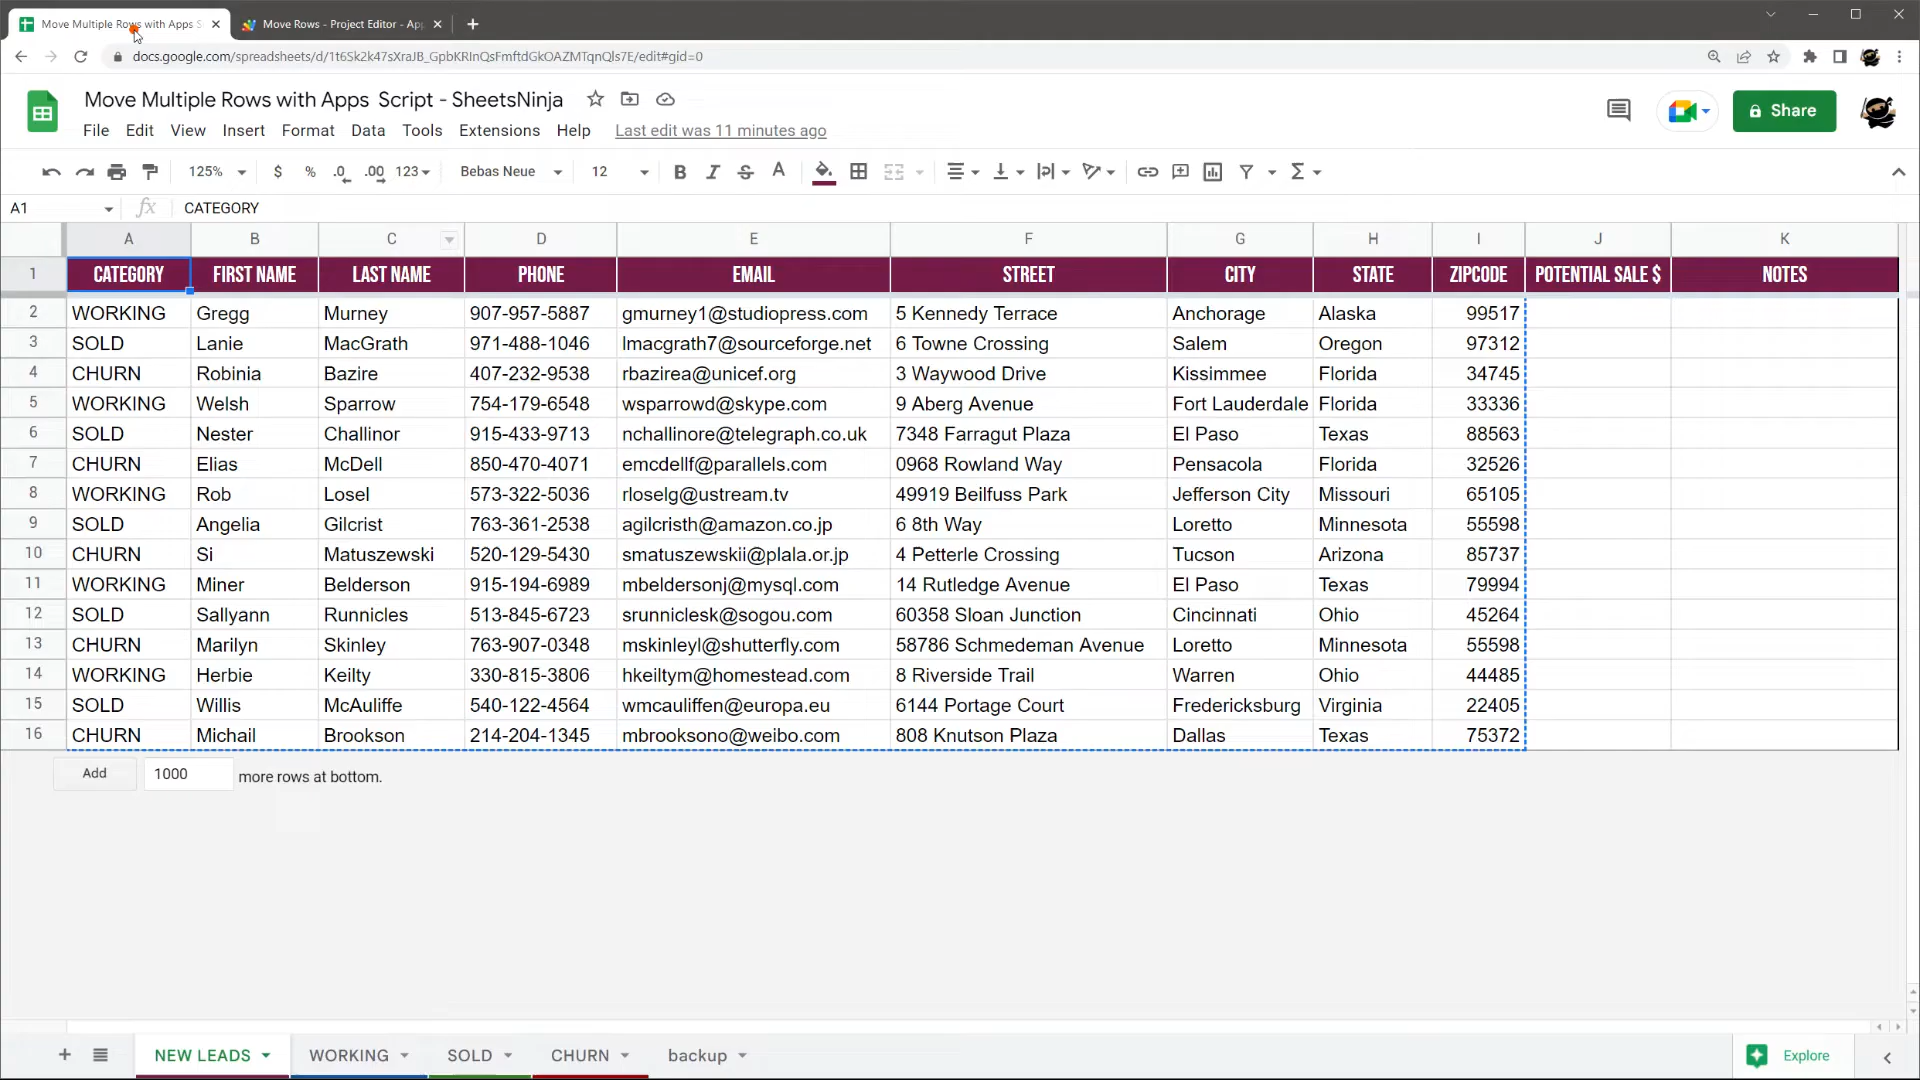 Move Multiple Rows with Apps S
Move Rows - Project Editor - App
docs.google.com/spreadsheets/d/1t6Sk2k47sXraJB_GpbKRInQsFmftdGkOAZMTqnQls7E/edit#gid=0
Move Multiple Rows with Apps Script - SheetsNinja
Share
File Edit View Insert Format Data Tools Extensions Help Last edit was 11 minutes ago
125% $ % .0 .00 123 Bebas Neue 12 B I S A Σ
A1 fx CATEGORY
A B C D E F G H I J K
1 CATEGORY FIRST NAME LAST NAME PHONE EMAIL STREET CITY STATE ZIPCODE POTENTIAL SALE $ NOTES
2 WORKING Gregg Murney 907-957-5887 gmurney1@studiopress.com 5 Kennedy Terrace Anchorage Alaska 99517
3 SOLD Lanie MacGrath 971-488-1046 lmacgrath7@sourceforge.net 6 Towne Crossing Salem Oregon 97312
4 CHURN Robinia Bazire 407-232-9538 rbazirea@unicef.org 3 Waywood Drive Kissimmee Florida 34745
5 WORKING Welsh Sparrow 754-179-6548 wsparrowd@skype.com 9 Aberg Avenue Fort Lauderdale Florida 33336
6 SOLD Nester Challinor 915-433-9713 nchallinore@telegraph.co.uk 7348 Farragut Plaza El Paso Texas 88563
7 CHURN Elias McDell 850-470-4071 emcdellf@parallels.com 0968 Rowland Way Pensacola Florida 32526
8 WORKING Rob Losel 573-322-5036 rloselg@ustream.tv 49919 Beilfuss Park Jefferson City Missouri 65105
9 SOLD Angelia Gilcrist 763-361-2538 agilcristh@amazon.co.jp 6 8th Way Loretto Minnesota 55598
10 CHURN Si Matuszewski 520-129-5430 smatuszewskii@plala.or.jp 4 Petterle Crossing Tucson Arizona 85737
11 WORKING Miner Belderson 915-194-6989 mbeldersonj@mysql.com 14 Rutledge Avenue El Paso Texas 79994
12 SOLD Sallyann Runnicles 513-845-6723 srunniclesk@sogou.com 60358 Sloan Junction Cincinnati Ohio 45264
13 CHURN Marilyn Skinley 763-907-0348 mskinleyl@shutterfly.com 58786 Schmedeman Avenue Loretto Minnesota 55598
14 WORKING Herbie Keilty 330-815-3806 hkeiltym@homestead.com 8 Riverside Trail Warren Ohio 44485
15 SOLD Willis McAuliffe 540-122-4564 wmcauliffen@europa.eu 6144 Portage Court Fredericksburg Virginia 22405
16 CHURN Michail Brookson 214-204-1345 mbrooksono@weibo.com 808 Knutson Plaza Dallas Texas 75372
Add 1000 more rows at bottom.
NEW LEADS WORKING SOLD CHURN backup Explore